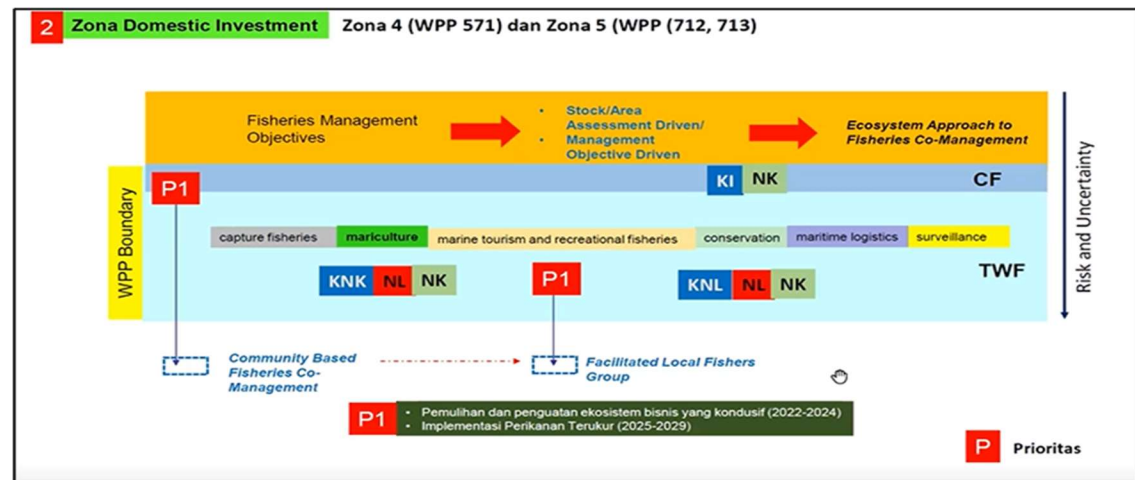 2 Zona Domestic Investment Zona 4 (WPP 571) dan Zona 5 (WPP (712, 713)
Fisheries Management
Objectives
• Stock/Area
Assessment Driven/
• Management
Objective Driven
Ecosystem Approach to
Fisheries Co-Management
WPP Boundary
P1
KI NK
CF
Risk and Uncertainty
capture fisheries mariculture marine tourism and recreational fisheries conservation maritime logistics surveillance
TWF
KNK NL NK
P1
KNL NL NK
Community Based
Fisheries Co-
Management
Facilitated Local Fishers
Group
P1
• Pemulihan dan penguatan ekosistem bisnis yang kondusif (2022-2024)
• Implementasi Perikanan Terukur (2025-2029)
P Prioritas